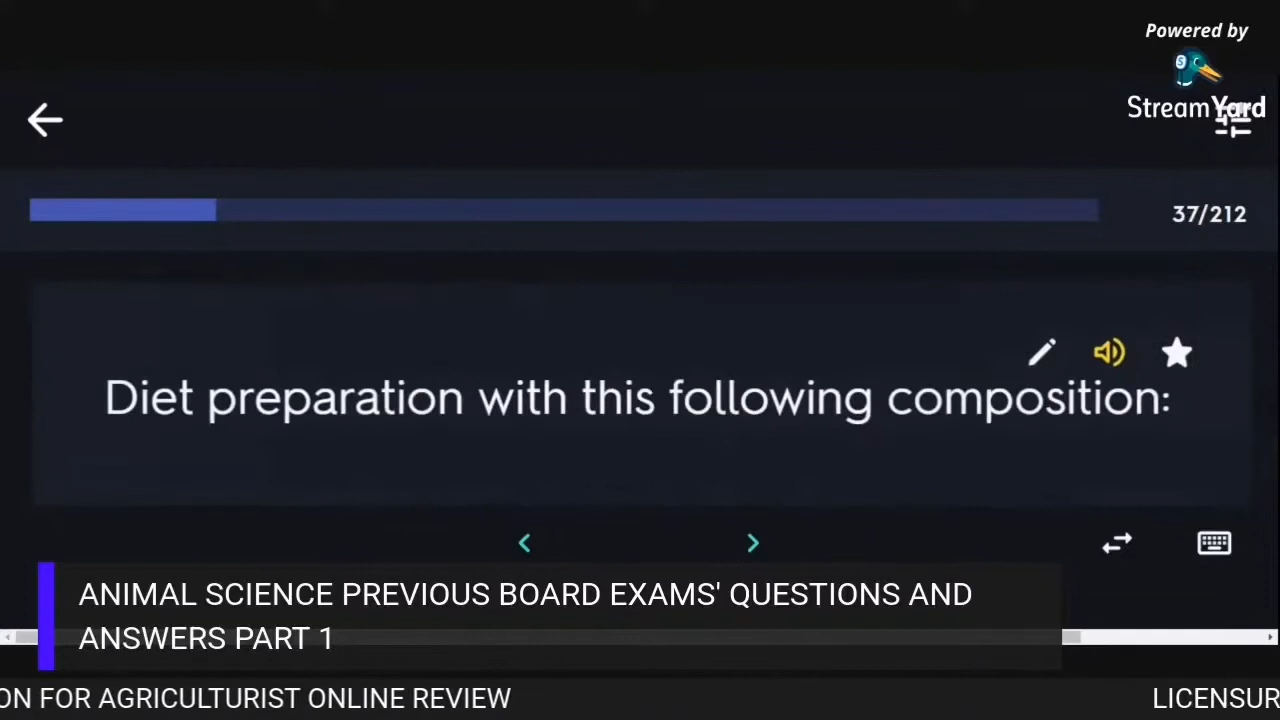 Powered by
StreamYard
37/212
Diet preparation with this following composition:
ANIMAL SCIENCE PREVIOUS BOARD EXAMS' QUESTIONS AND
ANSWERS PART 1
ON FOR AGRICULTURIST ONLINE REVIEW
LICENSUR